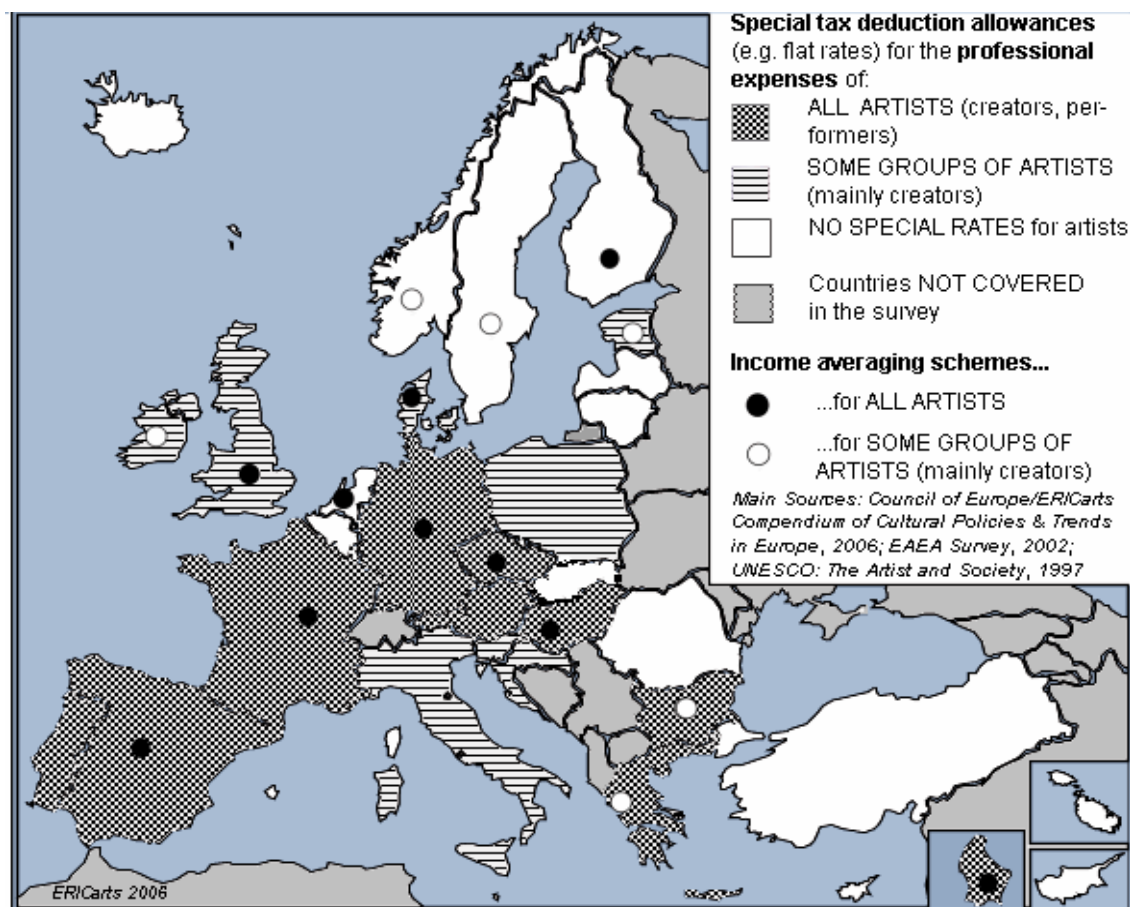 Special tax deduction allowances
(e.g. flat rates) for the professional
expenses of:
ALL ARTISTS (creators, per-
formers)
SOME GROUPS OF ARTISTS
(mainly creators)
NO SPECIAL RATES for artists
Countries NOT COVERED
in the survey
Income averaging schemes...
...for ALL ARTISTS
...for SOME GROUPS OF
ARTISTS (mainly creators)
Main Sources: Council of Europe/ERICarts
Compendium of Cultural Policies & Trends
in Europe, 2006; EAEA Survey, 2002;
UNESCO: The Artist and Society, 1997
ERICarts 2006